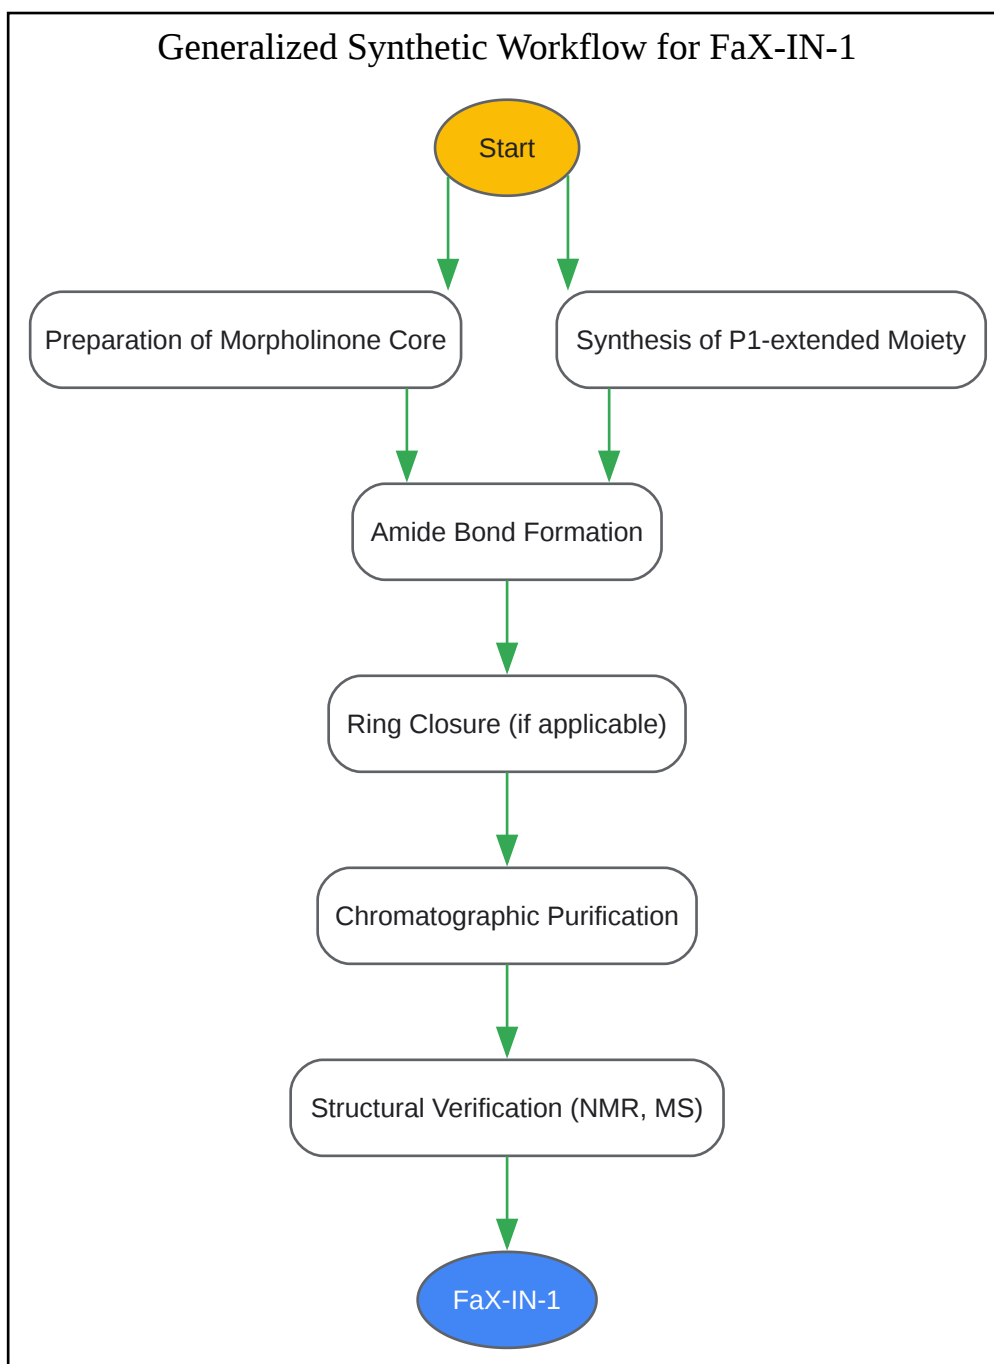 Generalized Synthetic Workflow for FaX-IN-1
Start
Preparation of Morpholinone Core
Synthesis of P1-extended Moiety
Amide Bond Formation
Ring Closure (if applicable)
Chromatographic Purification
Structural Verification (NMR, MS)
FaX-IN-1